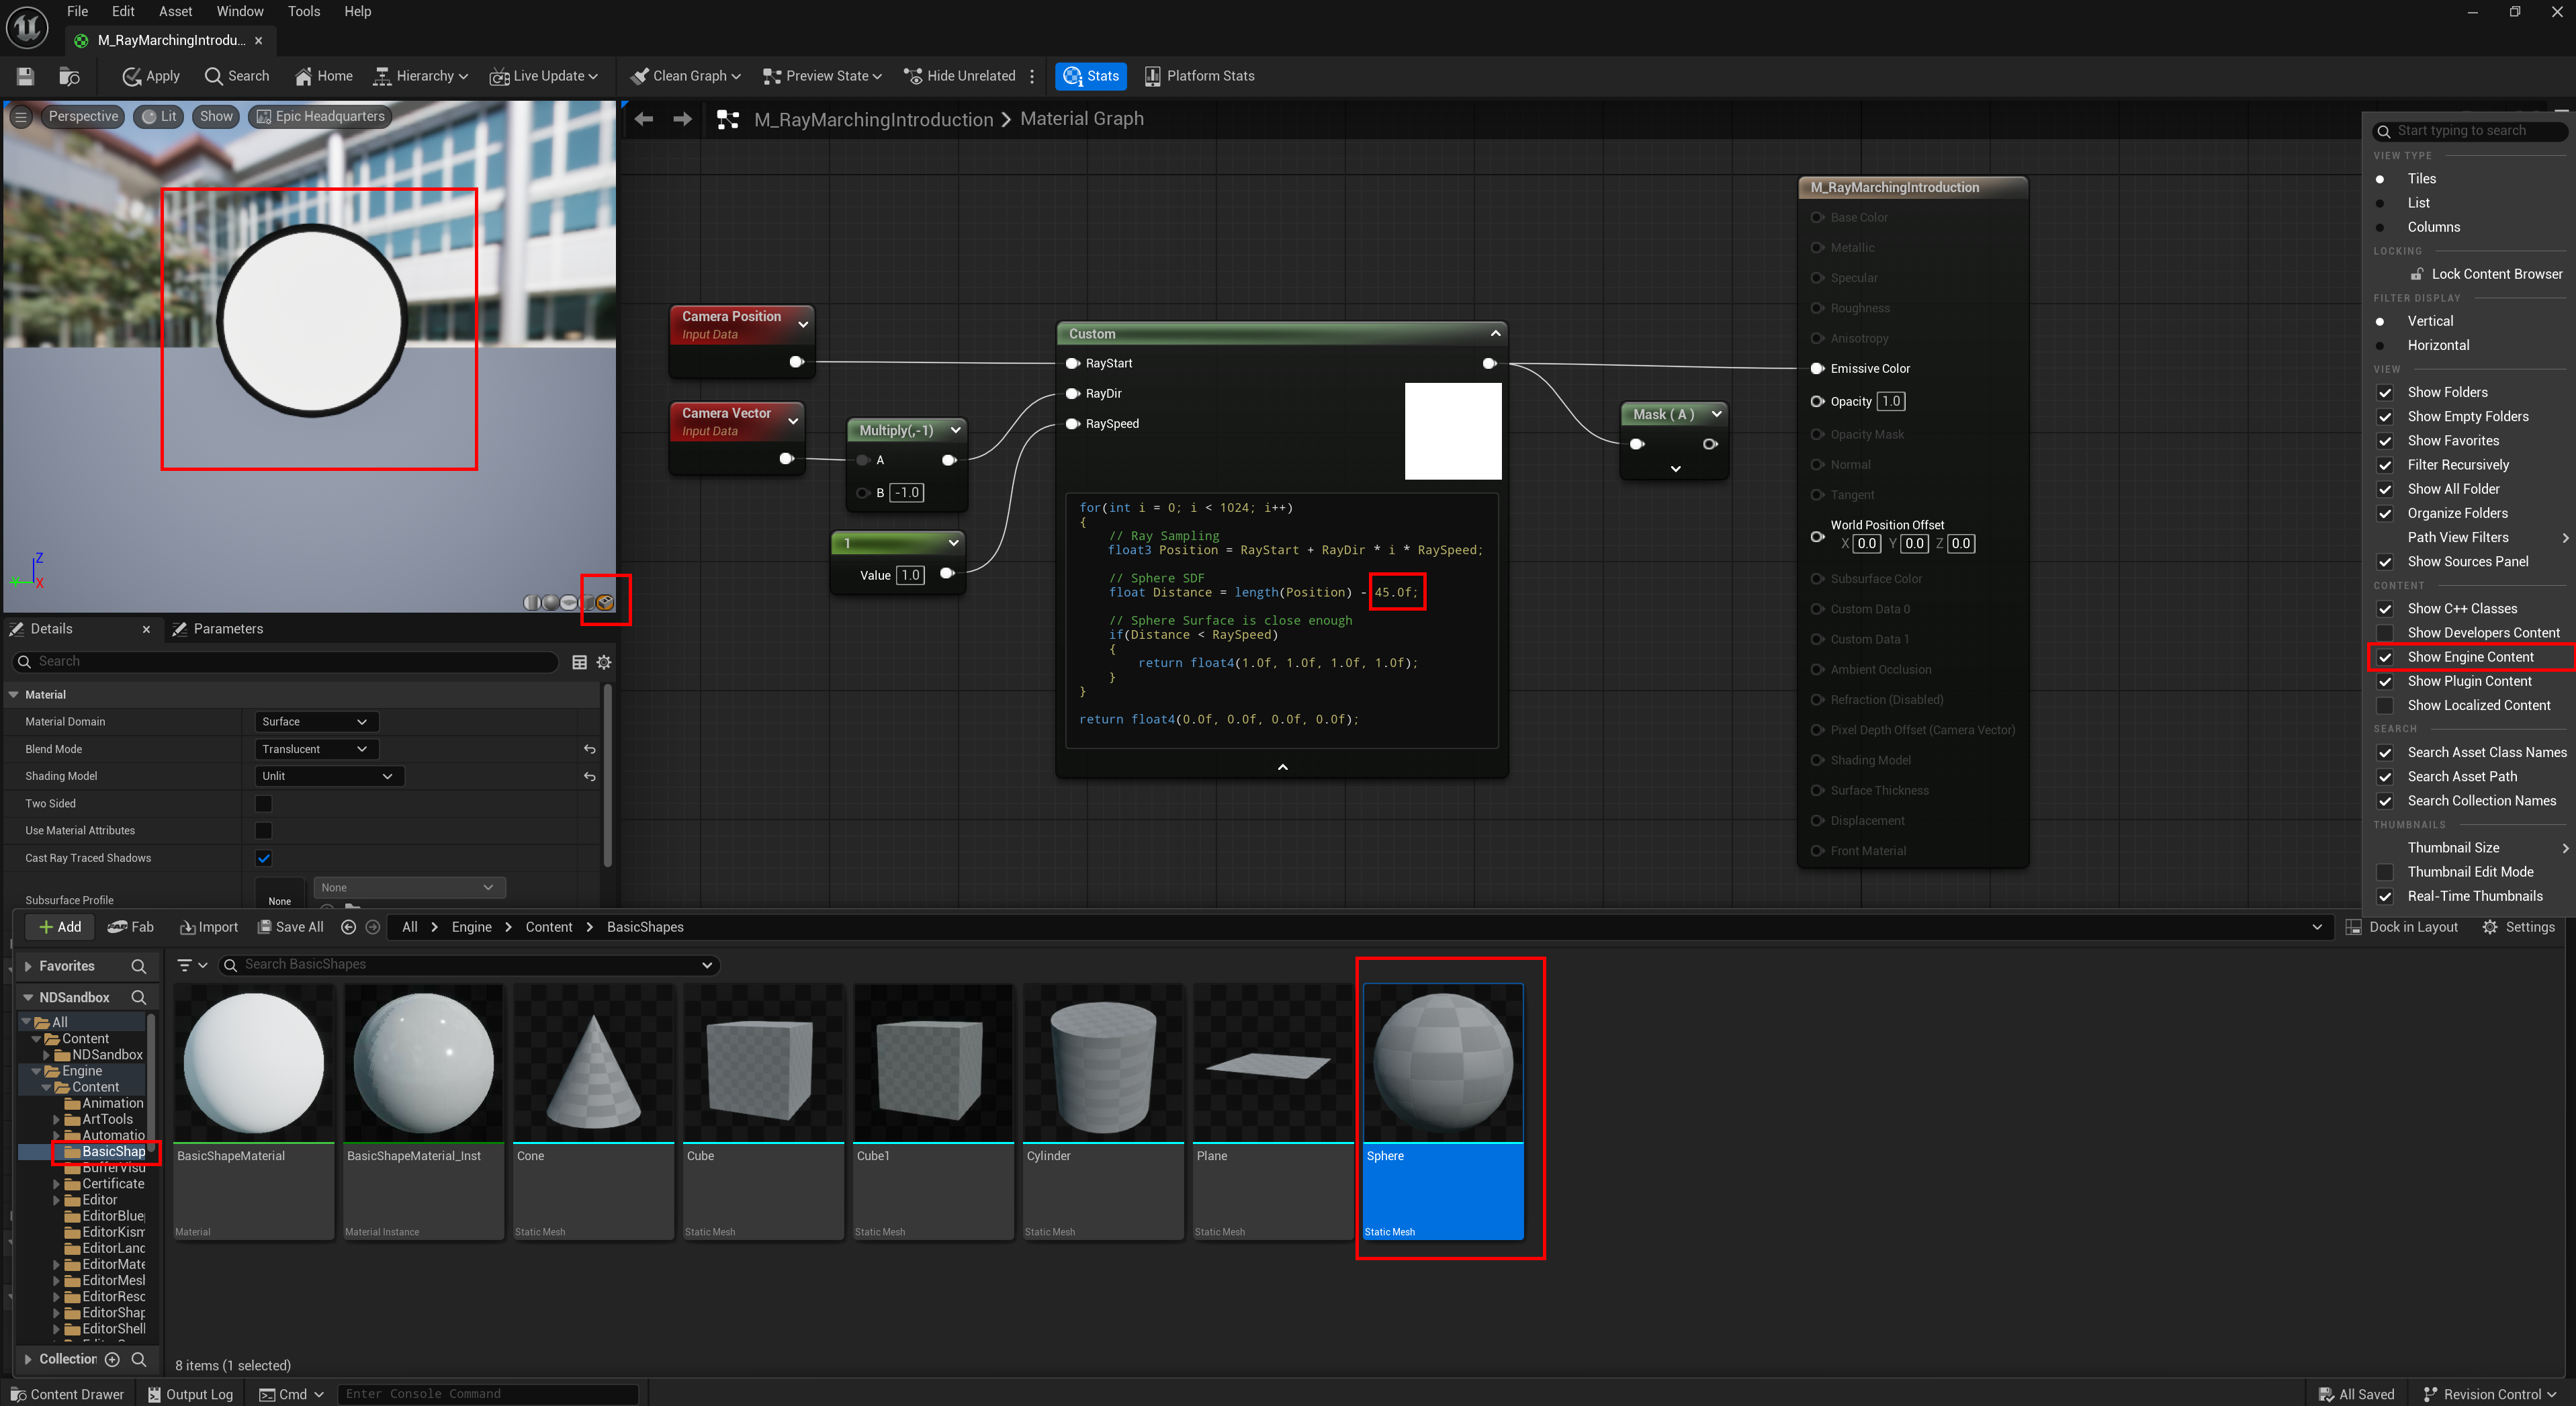 File Edit Asset Window Tools Help
M_RayMarchingIntrodu...
Apply Search Home Hierarchy Live Update Clean Graph Preview State Hide Unrelated Stats Platform Stats
Perspective Lit Show Epic Headquarters
Z
Y X
M_RayMarchingIntroduction Material Graph
Camera Position
Input Data
Camera Vector
Input Data
Multiply(,-1)
A
B -1.0
1
Value 1.0
Custom
RayStart
RayDir
RaySpeed
for(int i = 0; i < 1024; i++)
{
// Ray Sampling
float3 Position = RayStart + RayDir * i * RaySpeed;
// Sphere SDF
float Distance = length(Position) - 45.0f;
// Sphere Surface is close enough
if(Distance < RaySpeed)
{
return float4(1.0f, 1.0f, 1.0f, 1.0f);
}
}
return float4(0.0f, 0.0f, 0.0f, 0.0f);
Mask ( A )
M_RayMarchingIntroduction
Base Color
Metallic
Specular
Roughness
Anisotropy
Emissive Color
Opacity 1.0
Opacity Mask
Normal
Tangent
World Position Offset
X 0.0 Y 0.0 Z 0.0
Subsurface Color
Custom Data 0
Custom Data 1
Ambient Occlusion
Refraction (Disabled)
Pixel Depth Offset (Camera Vector)
Shading Model
Surface Thickness
Displacement
Front Material
Start typing to search
VIEW TYPE
Tiles
List
Columns
LOCKING
Lock Content Browser
FILTER DISPLAY
Vertical
Horizontal
VIEW
Show Folders
Show Empty Folders
Show Favorites
Filter Recursively
Show All Folder
Organize Folders
Path View Filters
Show Sources Panel
CONTENT
Show C++ Classes
Show Developers Content
Show Engine Content
Show Plugin Content
Show Localized Content
SEARCH
Search Asset Class Names
Search Asset Path
Search Collection Names
THUMBNAILS
Thumbnail Size
Thumbnail Edit Mode
Real-Time Thumbnails
Details Parameters
Search
Material
Material Domain Surface
Blend Mode Translucent
Shading Model Unlit
Two Sided
Use Material Attributes
Cast Ray Traced Shadows
Subsurface Profile None None
Add Fab Import Save All All Engine Content BasicShapes Dock in Layout Settings
Favorites
Search BasicShapes
NDSandbox
All
Content
NDSandbox
Engine
Content
Animation
ArtTools
Automatio
BasicShap
BufferVisu
Certificate
Editor
EditorBlue
EditorKism
EditorLanc
EditorMate
EditorMesl
EditorResc
EditorShap
EditorShell
Collection
BasicShapeMaterial
Material
BasicShapeMaterial_Inst
Material Instance
Cone
Static Mesh
Cube
Static Mesh
Cube1
Static Mesh
Cylinder
Static Mesh
Plane
Static Mesh
Sphere
Static Mesh
8 items (1 selected)
Content Drawer Output Log Cmd Enter Console Command All Saved Revision Control